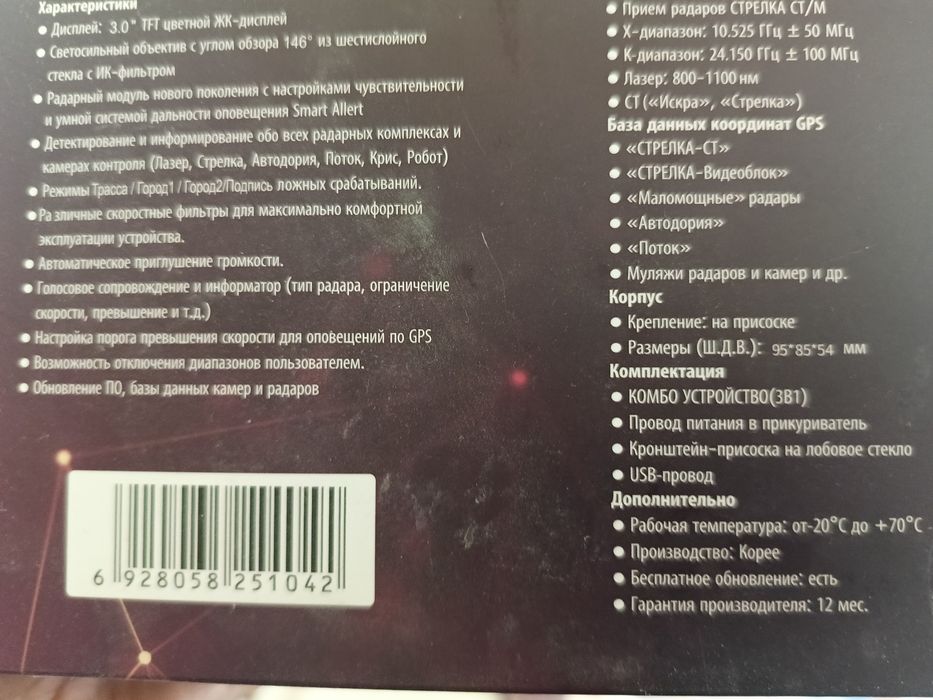 Характеристики
● Дисплей: 3.0" TFT цветной ЖК-дисплей
● Светосильный объектив с углом обзора 146° из шестислойного
стекла с ИК-фильтром
● Радарный модуль нового поколения с настройками чувствительности
и умной системой дальности оповещения Smart Allert
● Детектирование и информирование обо всех радарных комплексах и
камерах контроля (Лазер, Стрелка, Автодория, Поток, Крис, Робот)
● Режимы Трасса / Город1 / Город2/Подпись ложных срабатываний.
● Ра зличные скоростные фильтры для максимально комфортной
эксплуатации устройства.
● Автоматическое приглушение громкости.
● Голосовое сопровождение и информатор (тип радара, ограничение
скорости, превышение и т.д.)
● Настройка порога превышения скорости для оповещений по GPS
● Возможность отключения диапазонов пользователем.
● Обновление ПО, базы данных камер и радаров
6 928058 251042
● Прием радаров СТРЕЛКА СТ/М
● X-диапазон: 10.525 ГГц ± 50 МГц
● К-диапазон: 24.150 ГГц ± 100 МГц
● Лазер: 800-1100 нм
● СТ («Искра», «Стрелка»)
База данных координат GPS
● «СТРЕЛКА-СТ»
● «СТРЕЛКА-Видеоблок»
● «Маломощные» радары
● «Автодория»
● «Поток»
● Муляжи радаров и камер и др.
Корпус
● Крепление: на присоске
● Размеры (Ш.Д.В.): 95*85*54 мм
Комплектация
● КОМБО УСТРОЙСТВО(3В1)
● Провод питания в прикуриватель
● Кронштейн-присоска на лобовое стекло
● USB-провод
Дополнительно
● Рабочая температура: от-20°С до +70°С
● Производство: Корее
● Бесплатное обновление: есть
● Гарантия производителя: 12 мес.